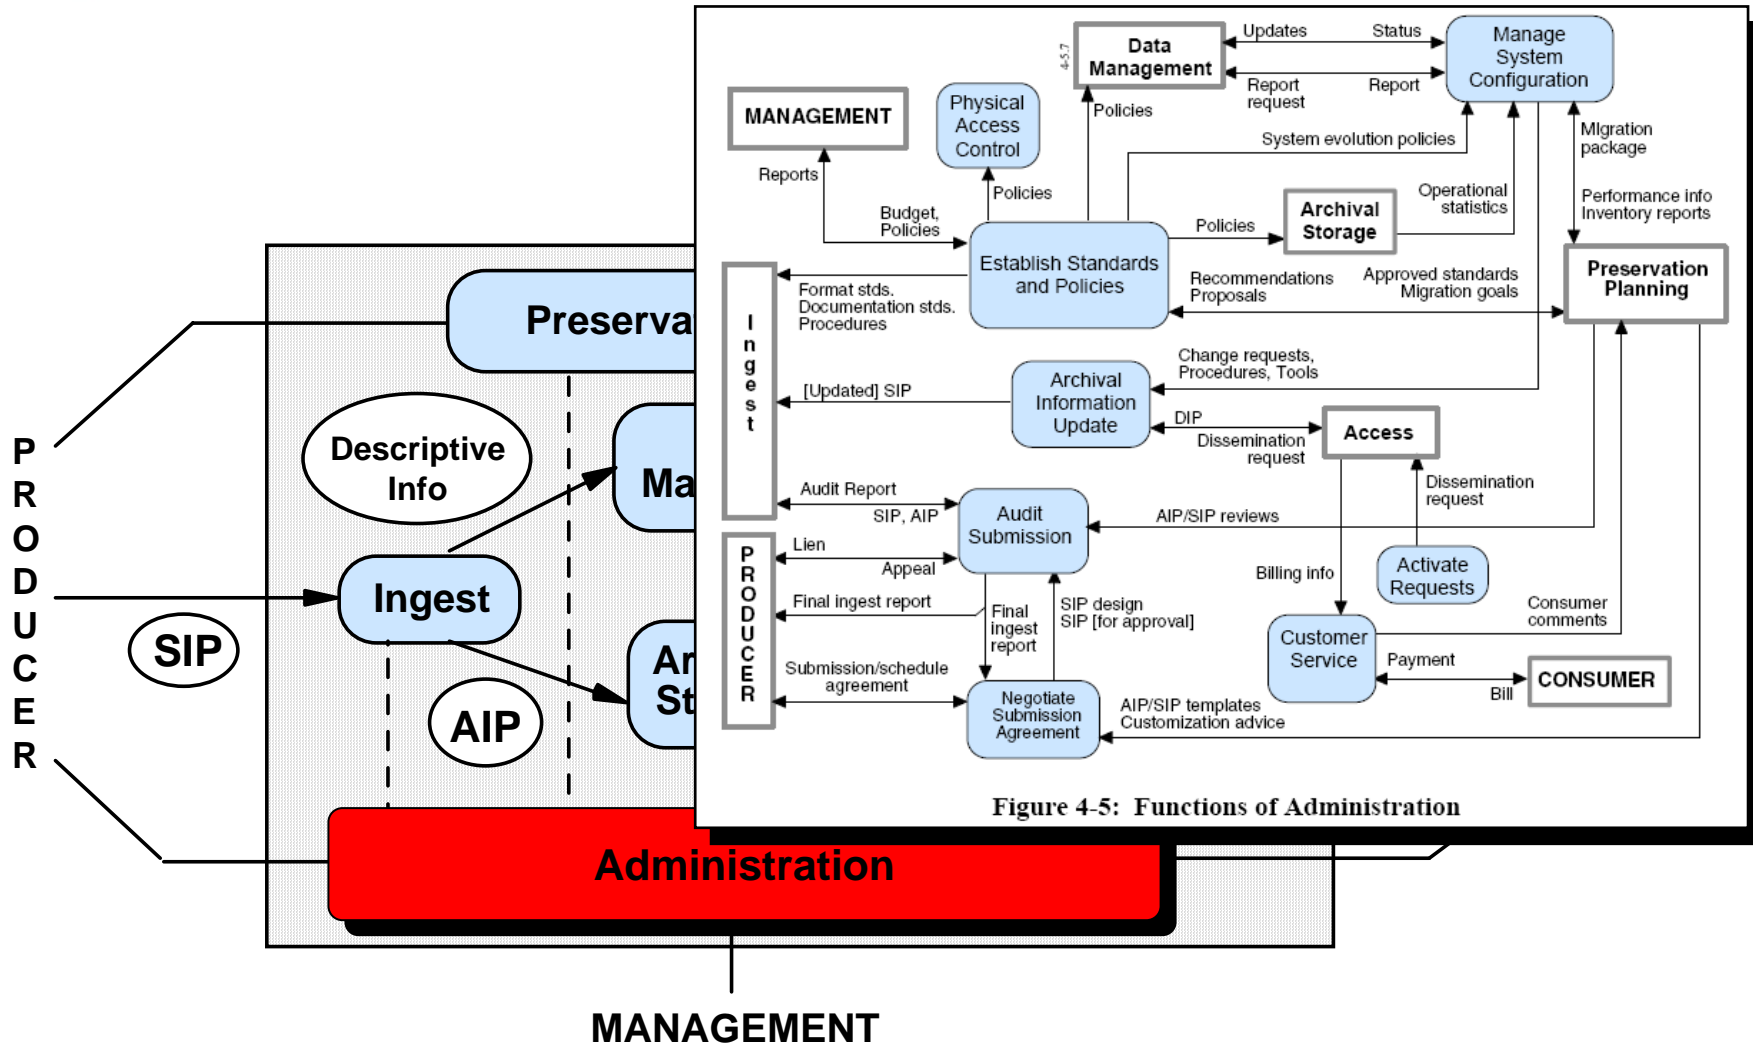 Data
Management
4-5.7
Updates
Status
Manage
System
Configuration
Report
request
Report
MANAGEMENT
Physical
Access
Control
Policies
System evolution policies
MIgration
package
Reports
Policies
Budget,
Policies
Operational
statistics
Performance info
Inventory reports
Archival
Storage
Policies
Establish Standards
and Policies
Recommendations
Proposals
Approved standards
Migration goals
Preservation
Planning
Format stds.
Documentation stds.
Procedures
Ingest
[Updated] SIP
Archival
Information
Update
Change requests,
Procedures, Tools
DIP
Dissemination
request
Access
Dissemination
request
Audit Report
SIP, AIP
Audit
Submission
AIP/SIP reviews
Activate
Requests
PRODUCER
Lien
Appeal
Final ingest report
Final
ingest
report
SIP design
SIP [for approval]
Billing info
Consumer
comments
Customer
Service
Payment
Bill
CONSUMER
Submission/schedule
agreement
Negotiate
Submission
Agreement
AIP/SIP templates
Customization advice
Figure 4-5: Functions of Administration
PRODUCER
Preserva
Descriptive
Info
Ma
Ingest
SIP
AIP
Ar
St
Administration
MANAGEMENT